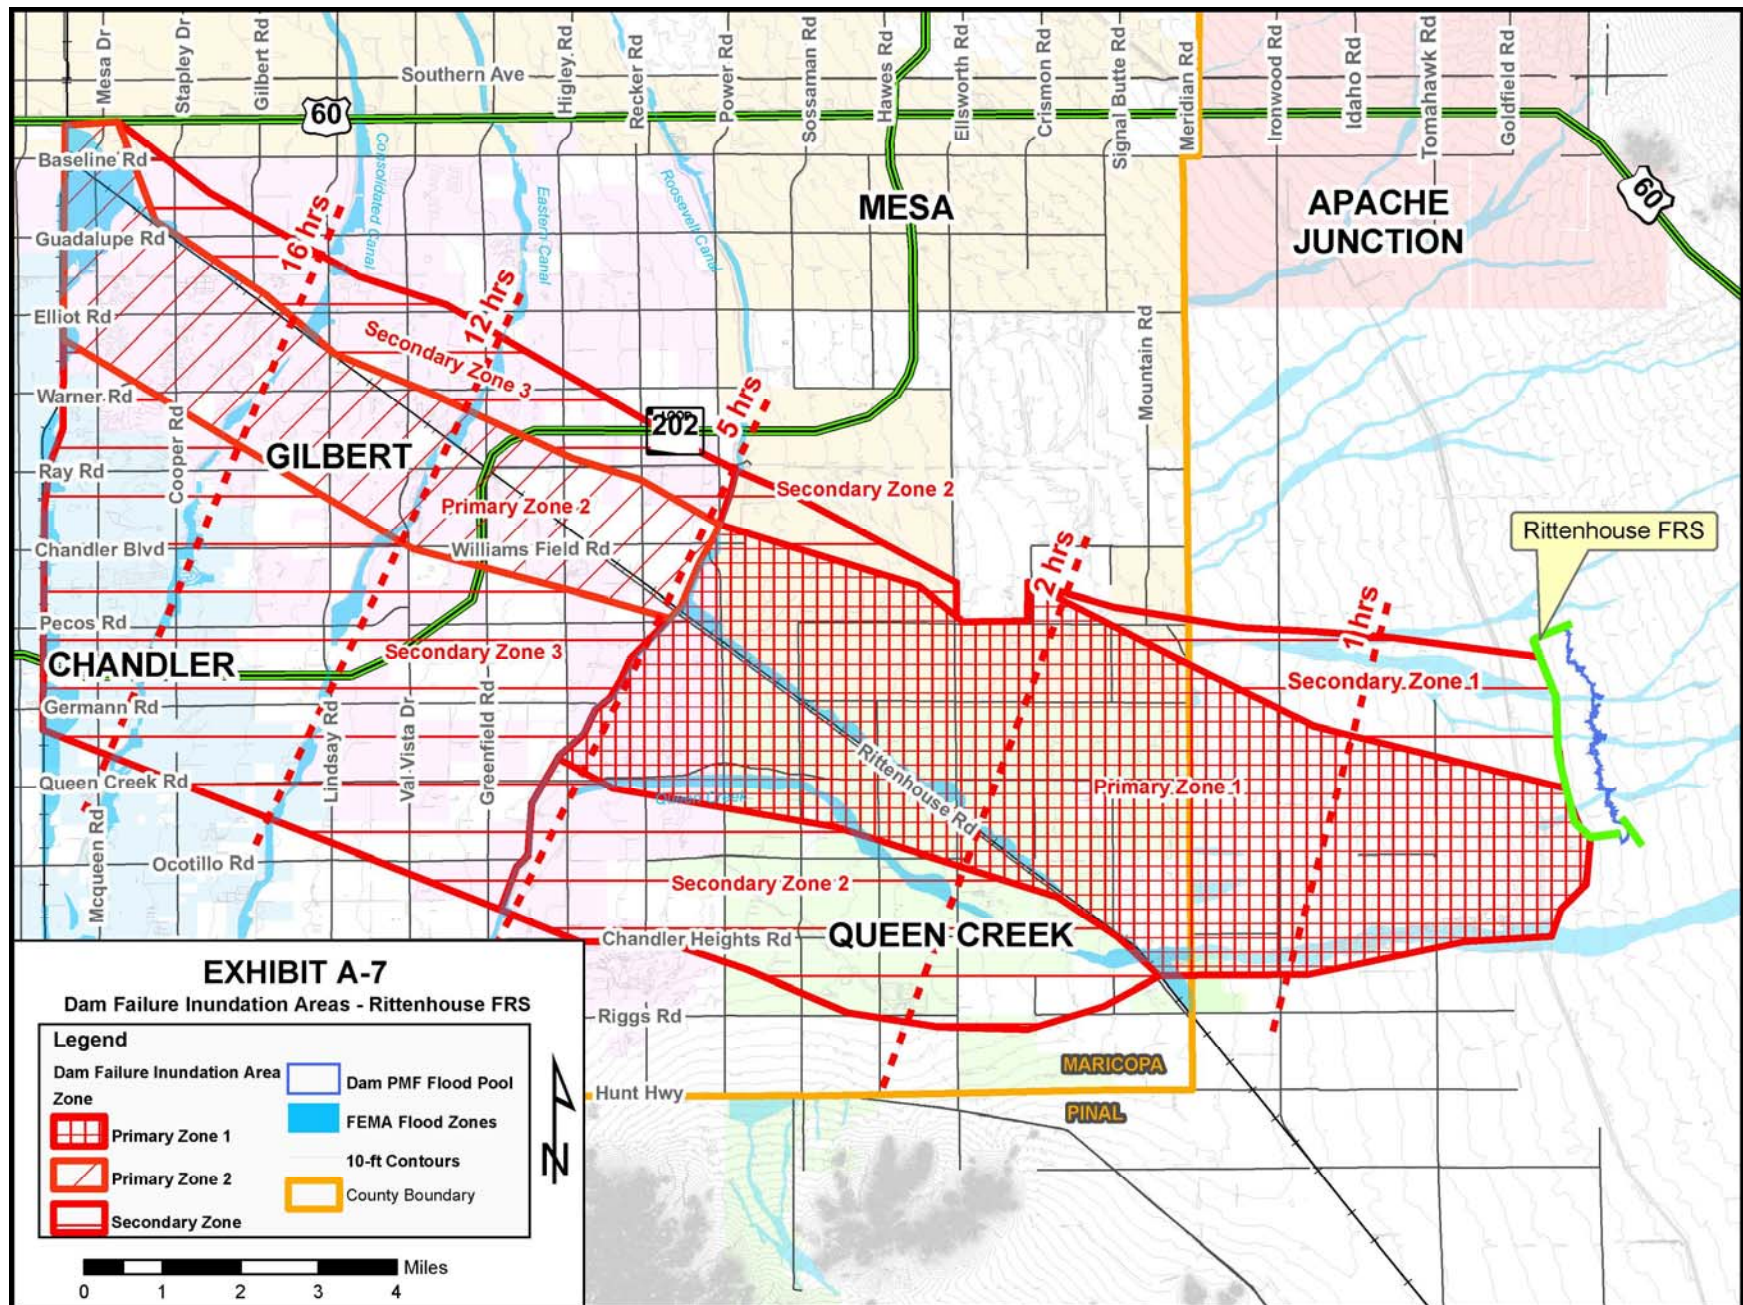 Mesa Dr
Stapley Dr
Gilbert Rd
Higley Rd
Recker Rd
Power Rd
Sossaman Rd
Hawes Rd
Ellsworth Rd
Crismon Rd
Signal Butte Rd
Meridian Rd
Ironwood Rd
Idaho Rd
Tomahawk Rd
Goldfield Rd
Southern Ave
60
Baseline Rd
Consolidated Canal
Eastern Canal
Roosevelt Canal
MESA
APACHE
JUNCTION
60
Guadalupe Rd
16 hrs
12 hrs
Elliot Rd
Secondary Zone 3
Mountain Rd
Warner Rd
5 hrs
LOOP
202
Cooper Rd
GILBERT
Ray Rd
Secondary Zone 2
Primary Zone 2
Rittenhouse FRS
Chandler Blvd
Williams Field Rd
2 hrs
1 hrs
Pecos Rd
CHANDLER
Secondary Zone 3
Secondary Zone 1
Germann Rd
Lindsay Rd
Val Vista Dr
Greenfield Rd
Queen Creek Rd
Queen Creek
Rittenhouse Rd
Primary Zone 1
Mcqueen Rd
Ocotillo Rd
Secondary Zone 2
Chandler Heights Rd
QUEEN CREEK
Riggs Rd
MARICOPA
Hunt Hwy
PINAL
EXHIBIT A-7
Dam Failure Inundation Areas - Rittenhouse FRS
Legend
Dam Failure Inundation Area
Zone
Primary Zone 1
Primary Zone 2
Secondary Zone
Dam PMF Flood Pool
FEMA Flood Zones
10-ft Contours
County Boundary
N
Miles
0 1 2 3 4